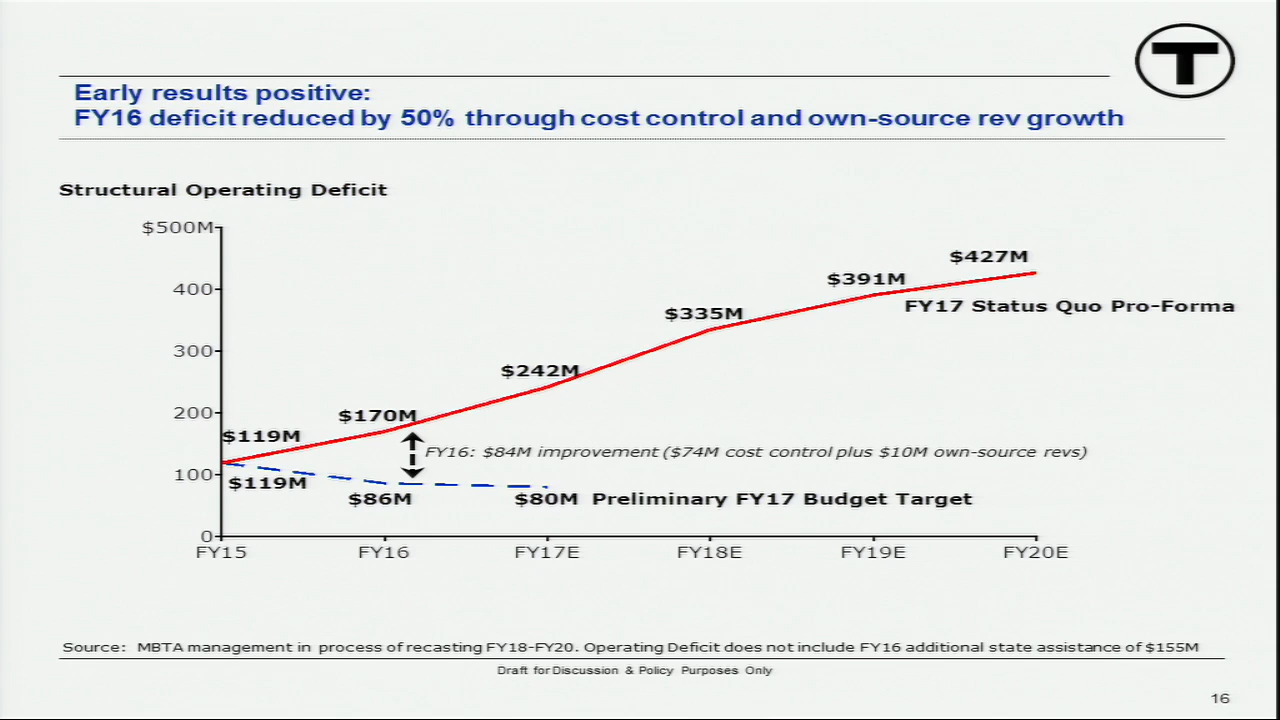 T
Early results positive:
FY16 deficit reduced by 50% through cost control and own-source rev growth
Structural Operating Deficit
$500M
400
300
200
100
0
$119M
$170M
$242M
$335M
$391M
$427M
FY17 Status Quo Pro-Forma
FY16: $84M improvement ($74M cost control plus $10M own-source revs)
$119M
$86M
$80M Preliminary FY17 Budget Target
FY15 FY16 FY17E FY18E FY19E FY20E
Source: MBTA management in process of recasting FY18-FY20. Operating Deficit does not include FY16 additional state assistance of $155M
Draft for Discussion & Policy Purposes Only
16